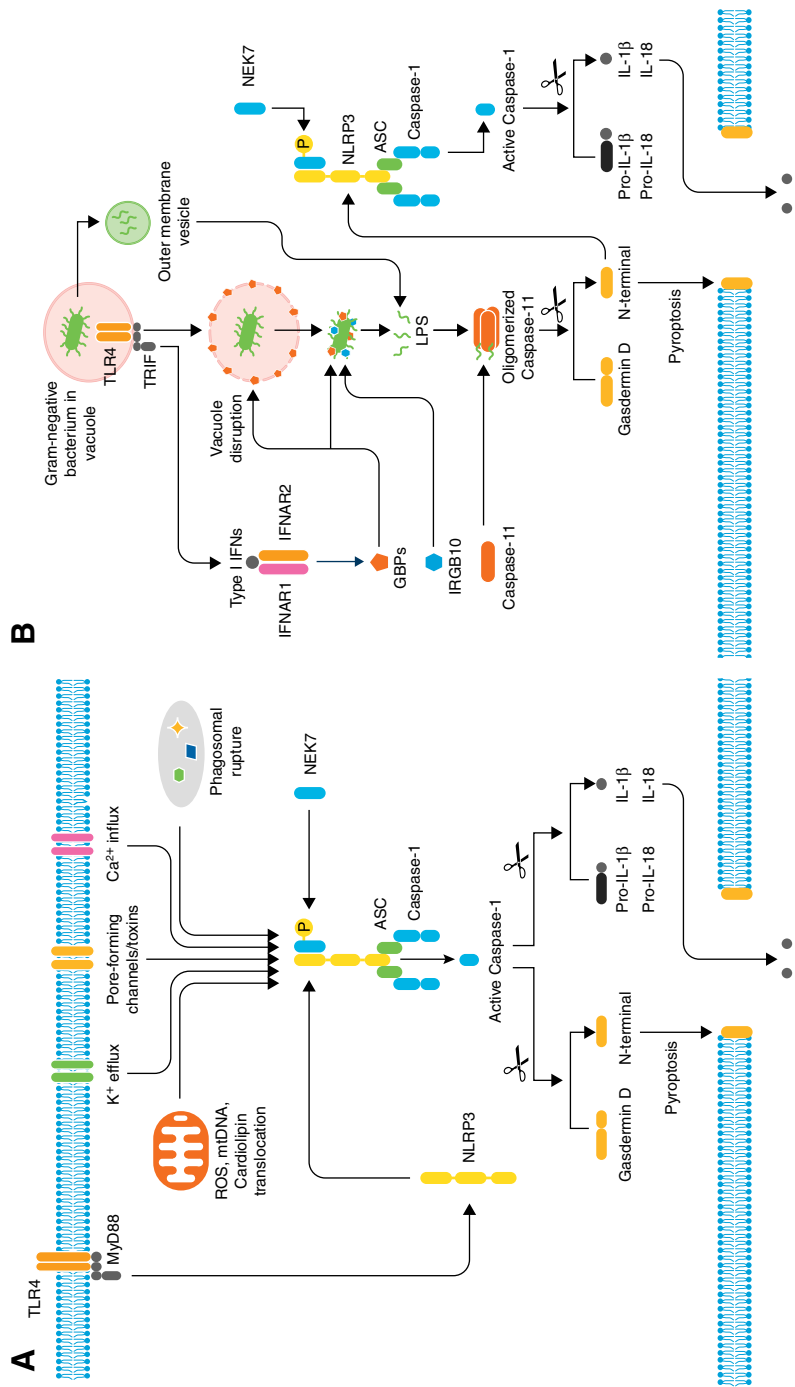 A
TLR4
MyD88
K+ efflux
Pore-forming
channels/toxins
Ca2+ influx
ROS, mtDNA,
Cardiolipin
translocation
Phagosomal
rupture
NEK7
P
NLRP3
ASC
Caspase-1
Active Caspase-1
Gasdermin D
N-terminal
Pro-IL-1β
Pro-IL-18
IL-1β
IL-18
Pyroptosis
B
Gram-negative
bacterium in
vacuole
TLR4
TRIF
Outer membrane
vesicle
Type I IFNs
IFNAR1
IFNAR2
Vacuole
disruption
GBPs
IRGB10
LPS
Caspase-11
Oligomerized
Caspase-11
NEK7
P
NLRP3
ASC
Caspase-1
Active Caspase-1
Gasdermin D
N-terminal
Pro-IL-1β
Pro-IL-18
IL-1β
IL-18
Pyroptosis